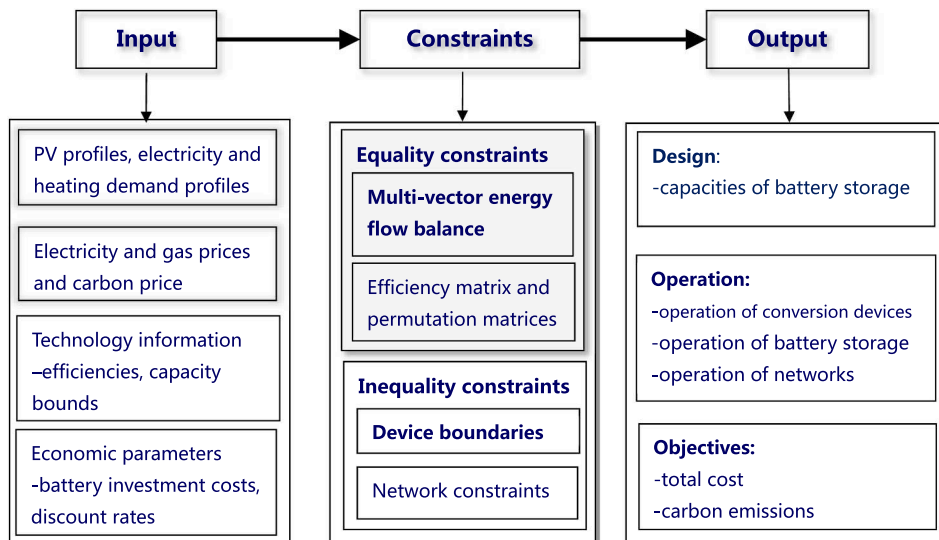 Input
Constraints
Output
PV profiles, electricity and
heating demand profiles
Electricity and gas prices
and carbon price
Technology information
–efficiencies, capacity
bounds
Economic parameters
-battery investment costs,
discount rates
Equality constraints
Multi-vector energy
flow balance
Efficiency matrix and
permutation matrices
Inequality constraints
Device boundaries
Network constraints
Design:
-capacities of battery storage
Operation:
-operation of conversion devices
-operation of battery storage
-operation of networks
Objectives:
-total cost
-carbon emissions